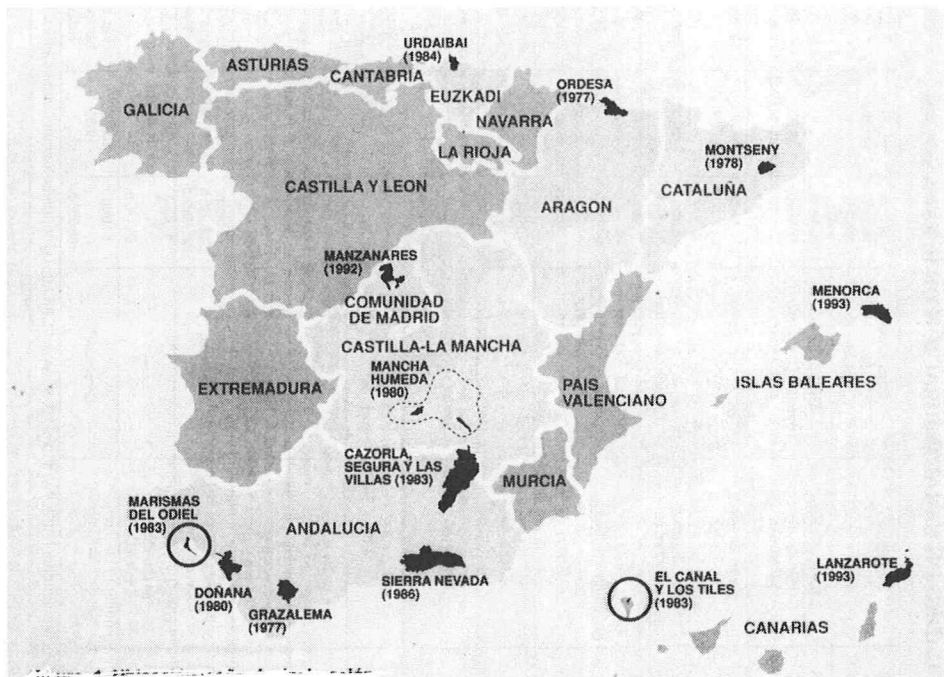 URDAIBAI
(1984)
ASTURIAS
CANTABRIA
ORDESA
(1977)
EUZKADI
GALICIA
NAVARRA
LA RIOJA
MONTSENY
(1978)
CASTILLA Y LEON
CATALUÑA
ARAGON
MANZANARES
(1992)
MENORCA
(1993)
COMUNIDAD
DE MADRID
CASTILLA-LA MANCHA
MANCHA
HUMEDA
(1980)
EXTREMADURA
PAIS
VALENCIANO
ISLAS BALEARES
CAZORLA,
SEGURA Y LAS
VILLAS (1983)
MURCIA
MARISMAS
DEL ODIEL
(1983)
ANDALUCIA
LANZAROTE
(1993)
SIERRA NEVADA
(1986)
EL CANAL
Y LOS TILES
(1983)
DOÑANA
(1980)
GRAZALEMA
(1977)
CANARIAS